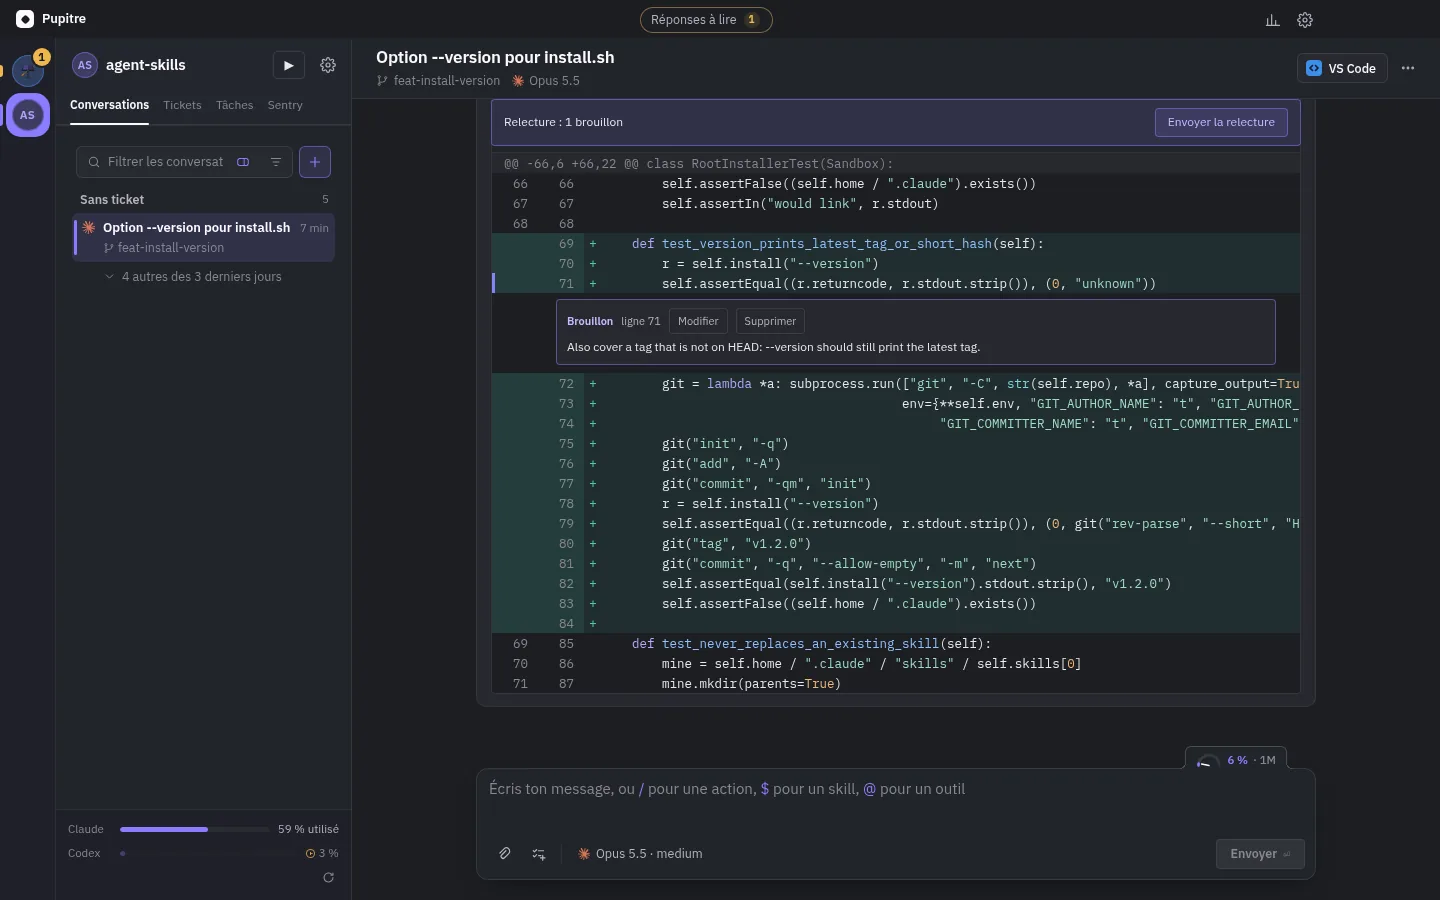 Pupitre
Réponses à lire 1
1
AS
AS agent-skills
Conversations Tickets Tâches Sentry
Filtrer les conversat
Sans ticket 5
Option --version pour install.sh 7 min
feat-install-version
4 autres des 3 derniers jours
Claude 59 % utilisé
Codex 3 %
Option --version pour install.sh
feat-install-version Opus 5.5
VS Code
Relecture : 1 brouillon Envoyer la relecture
@@ -66,6 +66,22 @@ class RootInstallerTest(Sandbox):
66 66 self.assertFalse((self.home / ".claude").exists())
67 67 self.assertIn("would link", r.stdout)
68 68
69 + def test_version_prints_latest_tag_or_short_hash(self):
70 + r = self.install("--version")
71 + self.assertEqual((r.returncode, r.stdout.strip()), (0, "unknown"))
Brouillon ligne 71 Modifier Supprimer
Also cover a tag that is not on HEAD: --version should still print the latest tag.
72 + git = lambda *a: subprocess.run(["git", "-C", str(self.repo), *a], capture_output=Tru
73 + env={**self.env, "GIT_AUTHOR_NAME": "t", "GIT_AUTHOR_
74 + "GIT_COMMITTER_NAME": "t", "GIT_COMMITTER_EMAIL"
75 + git("init", "-q")
76 + git("add", "-A")
77 + git("commit", "-qm", "init")
78 + r = self.install("--version")
79 + self.assertEqual((r.returncode, r.stdout.strip()), (0, git("rev-parse", "--short", "H
80 + git("tag", "v1.2.0")
81 + git("commit", "-q", "--allow-empty", "-m", "next")
82 + self.assertEqual(self.install("--version").stdout.strip(), "v1.2.0")
83 + self.assertFalse((self.home / ".claude").exists())
84 +
69 85 def test_never_replaces_an_existing_skill(self):
70 86 mine = self.home / ".claude" / "skills" / self.skills[0]
71 87 mine.mkdir(parents=True)
6 % · 1M
Écris ton message, ou / pour une action, $ pour un skill, @ pour un outil
Opus 5.5 · medium
Envoyer